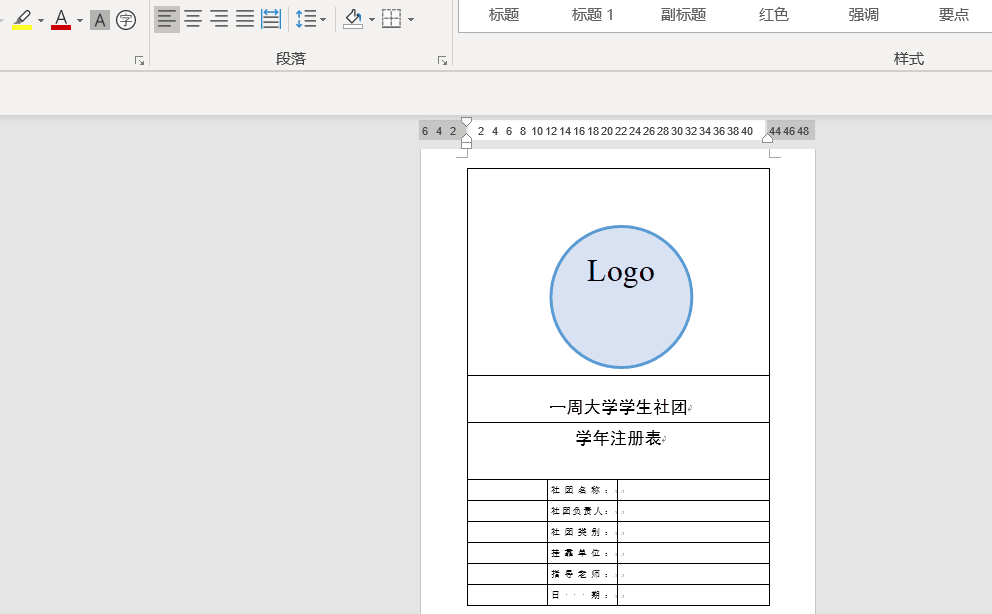 标题 标题 1 副标题 红色 强调 要点
A A 字
段落 样式
6 4 2 2 4 6 8 10 12 14 16 18 20 22 24 26 28 30 32 34 36 38 40 44 46 48
Logo
一周大学学生社团
学年注册表
社团名称：
社团负责人：
社团类别：
挂靠单位：
指导老师：
日···期：